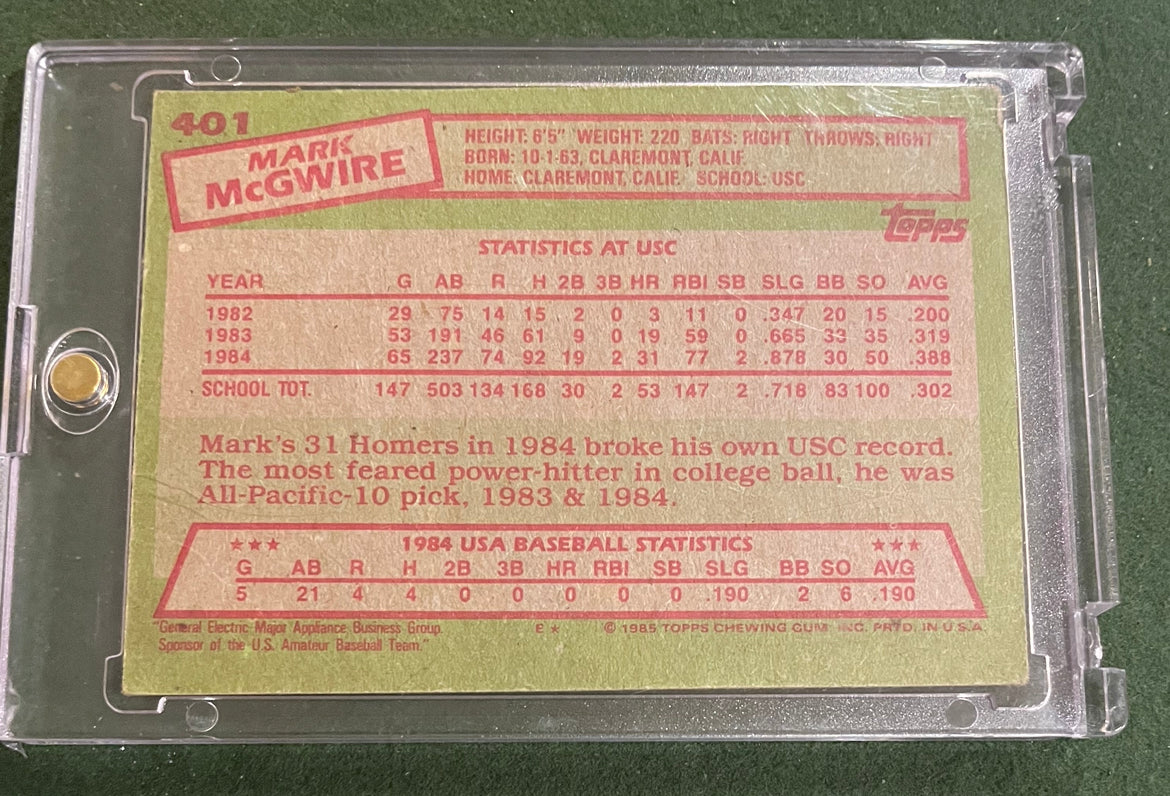 401
MARK
McGWIRE
HEIGHT: 6'5" WEIGHT: 220 BATS: RIGHT THROWS: RIGHT
BORN: 10-1-63, CLAREMONT, CALIF.
HOME: CLAREMONT, CALIF. SCHOOL: USC
topps
STATISTICS AT USC
YEAR G AB R H 2B 3B HR RBI SB SLG BB SO AVG
1982 29 75 14 15 2 0 3 11 0 .347 20 15 .200
1983 53 191 46 61 9 0 19 59 0 .665 33 35 .319
1984 65 237 74 92 19 2 31 77 2 .878 30 50 .388
SCHOOL TOT. 147 503 134 168 30 2 53 147 2 .718 83 100 .302
Mark's 31 Homers in 1984 broke his own USC record.
The most feared power-hitter in college ball, he was
All-Pacific-10 pick, 1983 & 1984.
★★★ 1984 USA BASEBALL STATISTICS ★★★
G AB R H 2B 3B HR RBI SB SLG BB SO AVG
5 21 4 4 0 0 0 0 0 .190 2 6 .190
"General Electric Major Appliance Business Group. E★ © 1985 TOPPS CHEWING GUM INC. PRTD. IN U.S.A.
Sponsor of the U.S. Amateur Baseball Team."